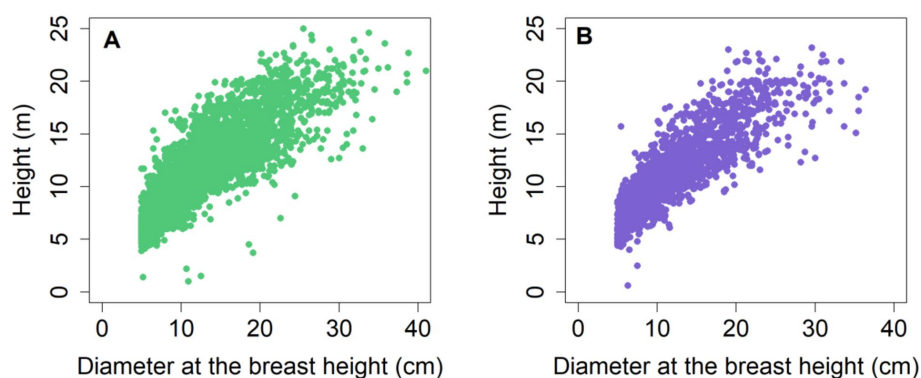 A
Height (m)
0 5 10 15 20 25
0 10 20 30 40
Diameter at the breast height (cm)
B
Height (m)
0 5 10 15 20 25
0 10 20 30 40
Diameter at the breast height (cm)